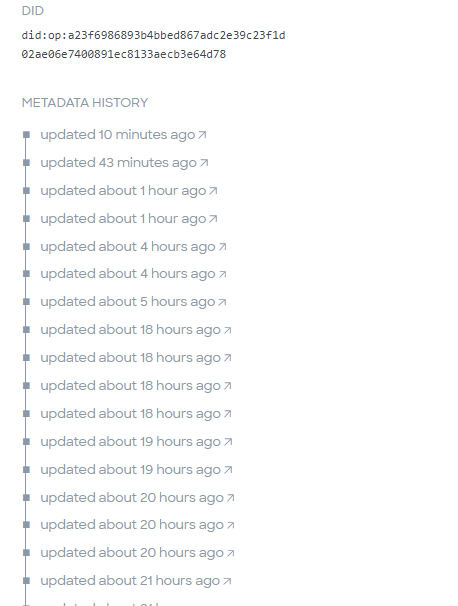 DID
did:op:a23f6986893b4bbed867adc2e39c23f1d
02ae06e7400891ec8133aecb3e64d78
METADATA HISTORY
updated 10 minutes ago↗
updated 43 minutes ago↗
updated about 1 hour ago↗
updated about 1 hour ago↗
updated about 4 hours ago↗
updated about 4 hours ago↗
updated about 5 hours ago↗
updated about 18 hours ago↗
updated about 18 hours ago↗
updated about 18 hours ago↗
updated about 18 hours ago↗
updated about 19 hours ago↗
updated about 19 hours ago↗
updated about 20 hours ago↗
updated about 20 hours ago↗
updated about 20 hours ago↗
updated about 21 hours ago↗